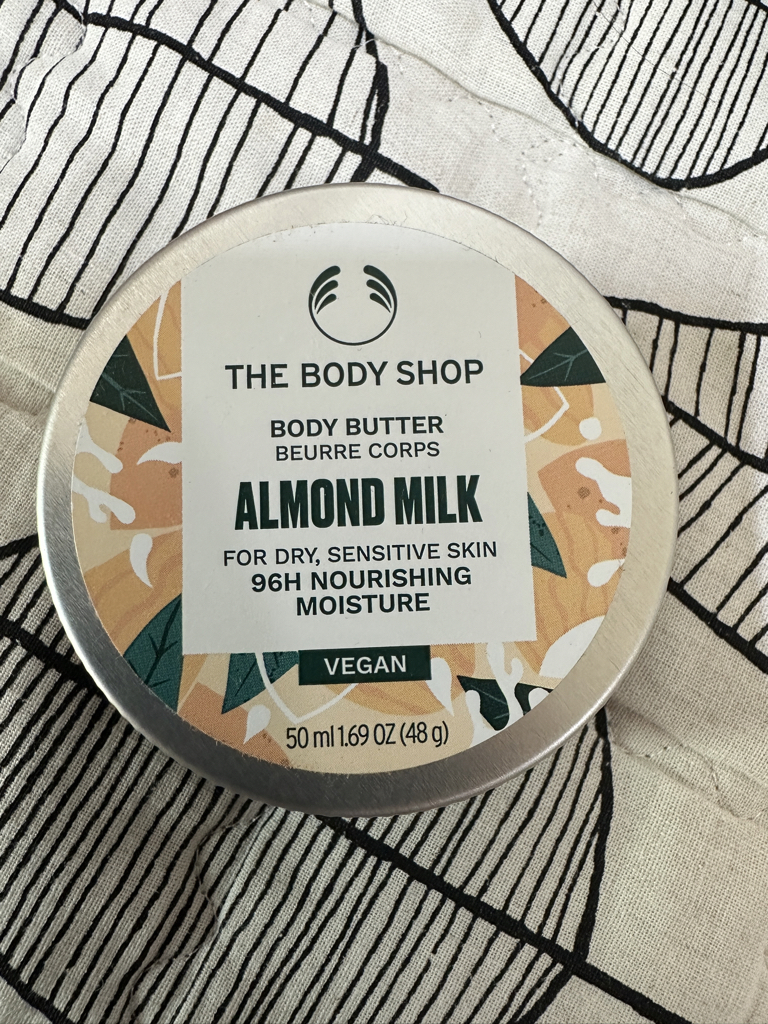 THE BODY SHOP
BODY BUTTER
BEURRE CORPS
ALMOND MILK
FOR DRY, SENSITIVE SKIN
96H NOURISHING
MOISTURE
VEGAN
50 ml 1.69 OZ (48 g)